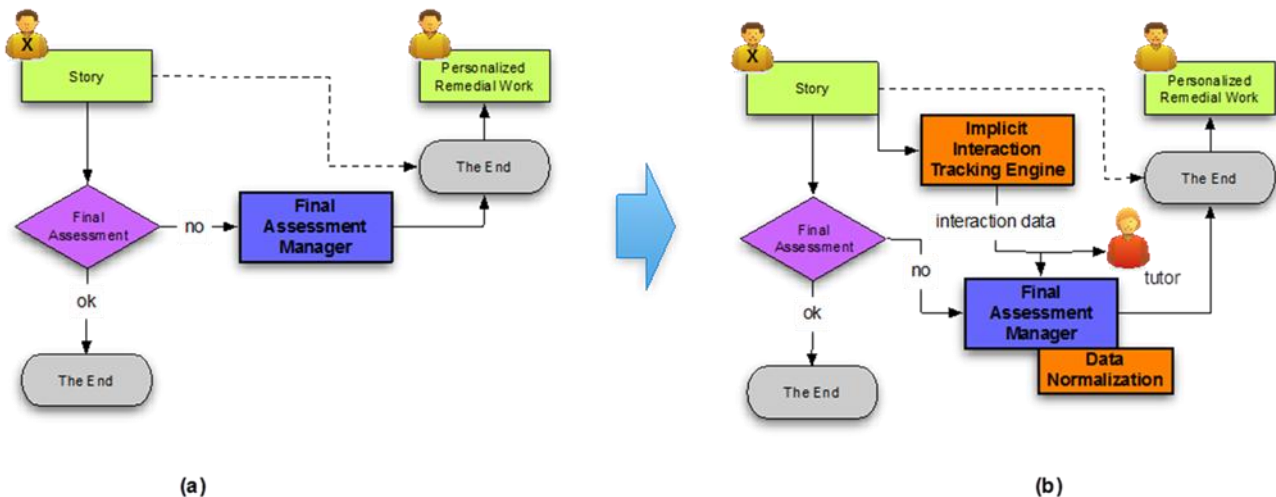 X
Story
Personalized
Remedial Work
The End
Final
Assessment
no
Final
Assessment
Manager
ok
The End
(a)
X
Story
Personalized
Remedial Work
Implicit
Interaction
Tracking Engine
The End
interaction data
tutor
Final
Assessment
no
Final
Assessment
Manager
ok
Data
Normalization
The End
(b)